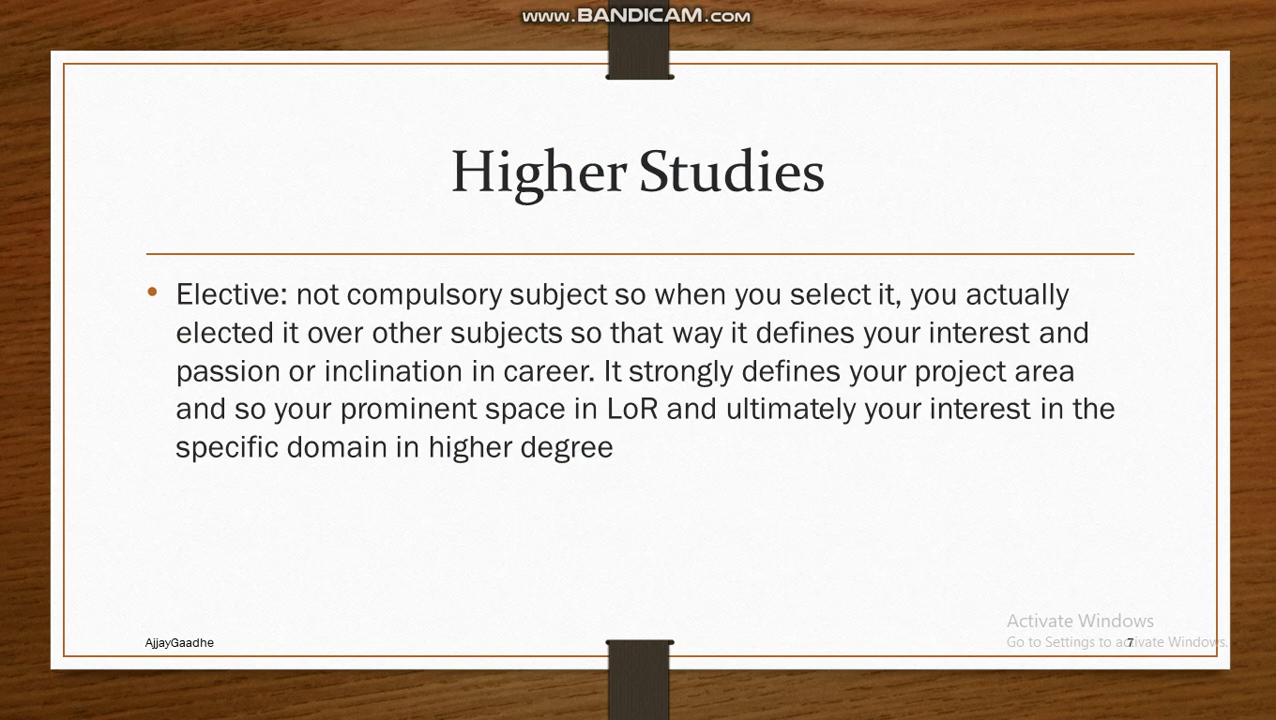 www.BANDICAM.com
Higher Studies
• Elective: not compulsory subject so when you select it, you actually
elected it over other subjects so that way it defines your interest and
passion or inclination in career. It strongly defines your project area
and so your prominent space in LoR and ultimately your interest in the
specific domain in higher degree
Activate Windows
AjjayGaadhe
Go to Settings to activate Windows.
7